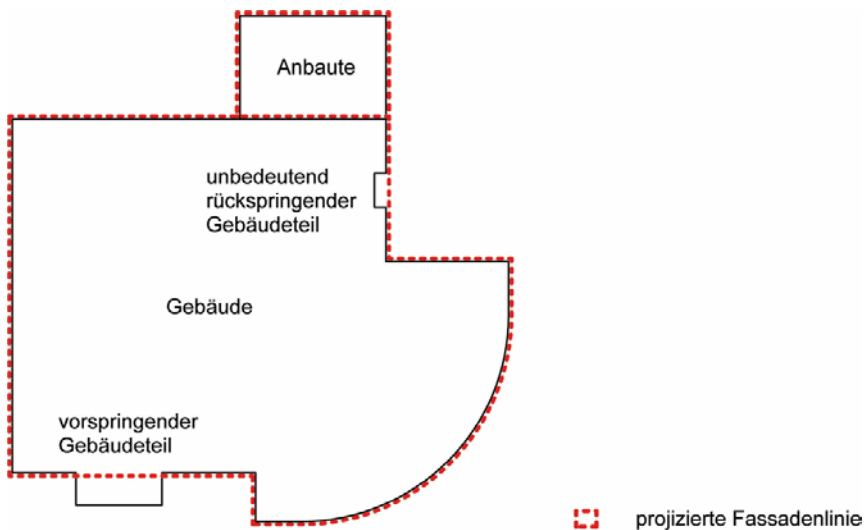 Anbaute
unbedeutend
rückspringender
Gebäudeteil
Gebäude
vorspringender
Gebäudeteil
projizierte Fassadenlinie